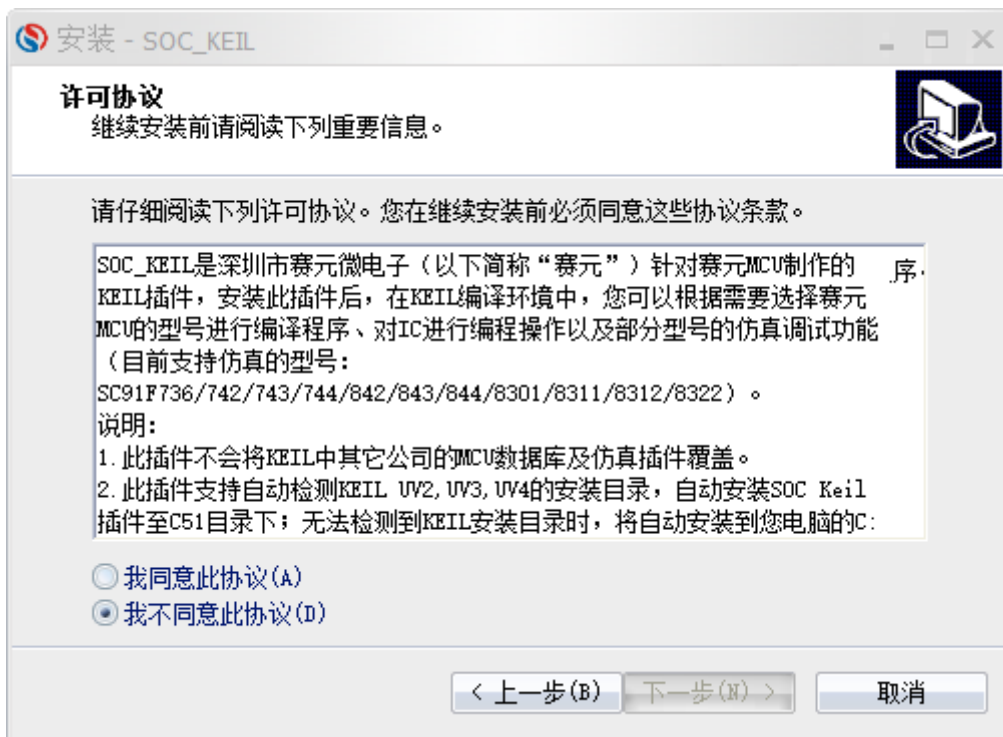 安装 - SOC_KEIL
许可协议
继续安装前请阅读下列重要信息。
请仔细阅读下列许可协议。您在继续安装前必须同意这些协议条款。
SOC_KEIL是深圳市赛元微电子（以下简称“赛元”）针对赛元MCU制作的
序.
KEIL插件，安装此插件后，在KEIL编译环境中，您可以根据需要选择赛元
MCU的型号进行编译程序、对IC进行编程操作以及部分型号的仿真调试功能
（目前支持仿真的型号：
SC91F736/742/743/744/842/843/844/8301/8311/8312/8322）。
说明：
1.此插件不会将KEIL中其它公司的MCU数据库及仿真插件覆盖。
2.此插件支持自动检测KEIL UV2,UV3,UV4的安装目录，自动安装SOC Keil
插件至C51目录下；无法检测到KEIL安装目录时，将自动安装到您电脑的C:
我同意此协议(A)
我不同意此协议(D)
< 上一步(B)
下一步(N) >
取消